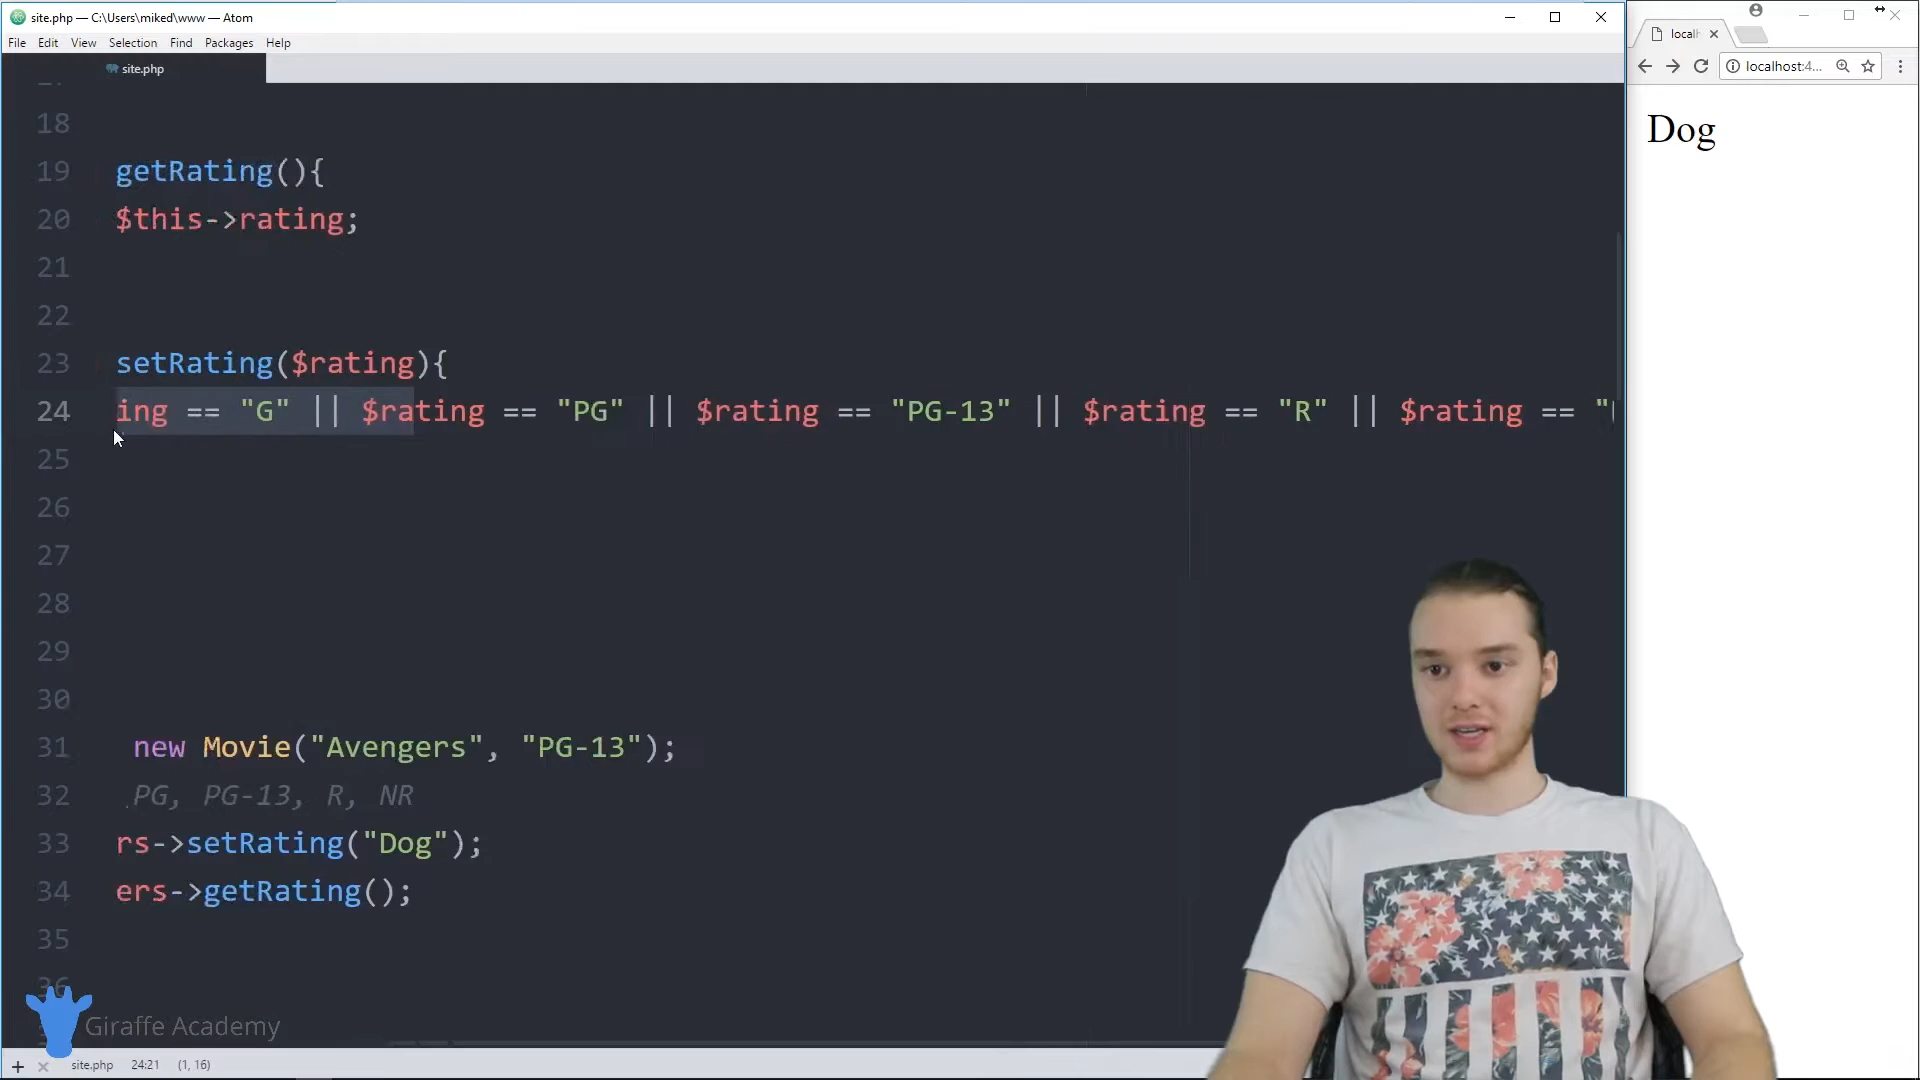 site.php — C:\Users\miked\www — Atom
File Edit View Selection Find Packages Help
site.php
18
19 getRating(){
20 $this->rating;
21
22
23 setRating($rating){
24 ing == "G" || $rating == "PG" || $rating == "PG-13" || $rating == "R" || $rating == "
25
26
27
28
29
30
31 new Movie("Avengers", "PG-13");
32 PG, PG-13, R, NR
33 rs->setRating("Dog");
34 ers->getRating();
35
36
Giraffe Academy
site.php 24:21 (1, 16)
localh
localhost:4...
Dog